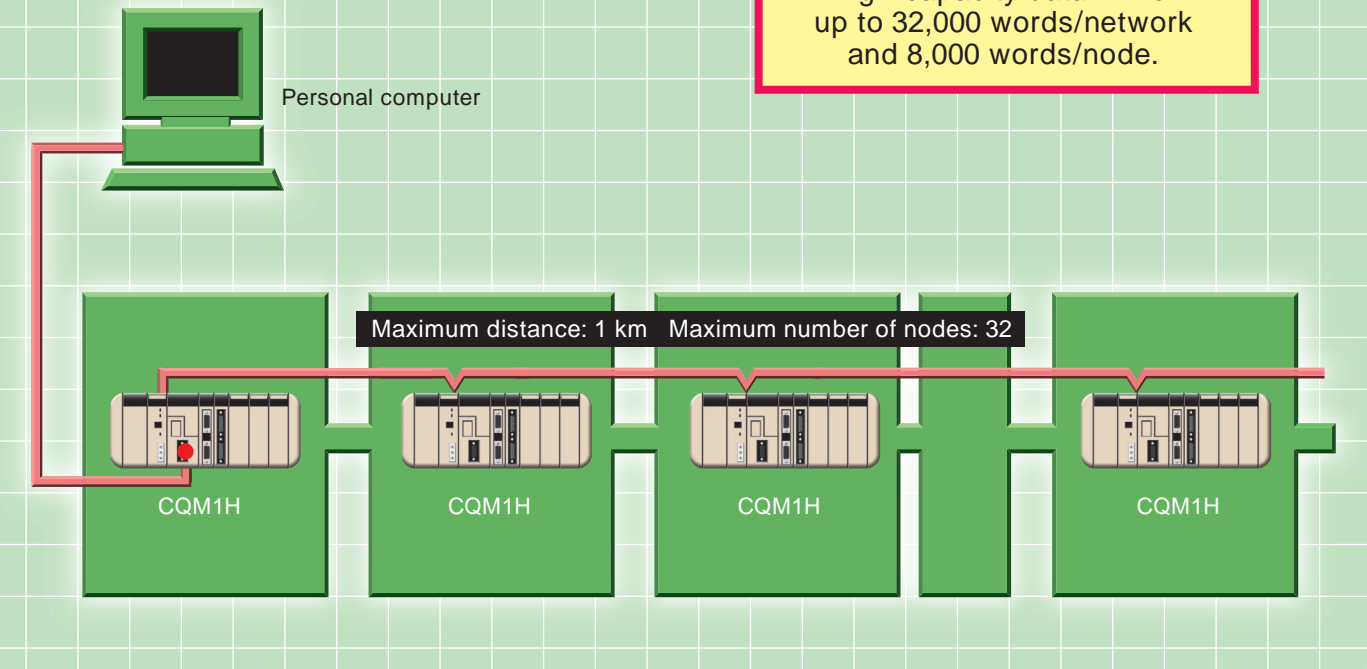 up to 32,000 words/network
and 8,000 words/node.
Personal computer
Maximum distance: 1 km Maximum number of nodes: 32
CQM1H
CQM1H
CQM1H
CQM1H